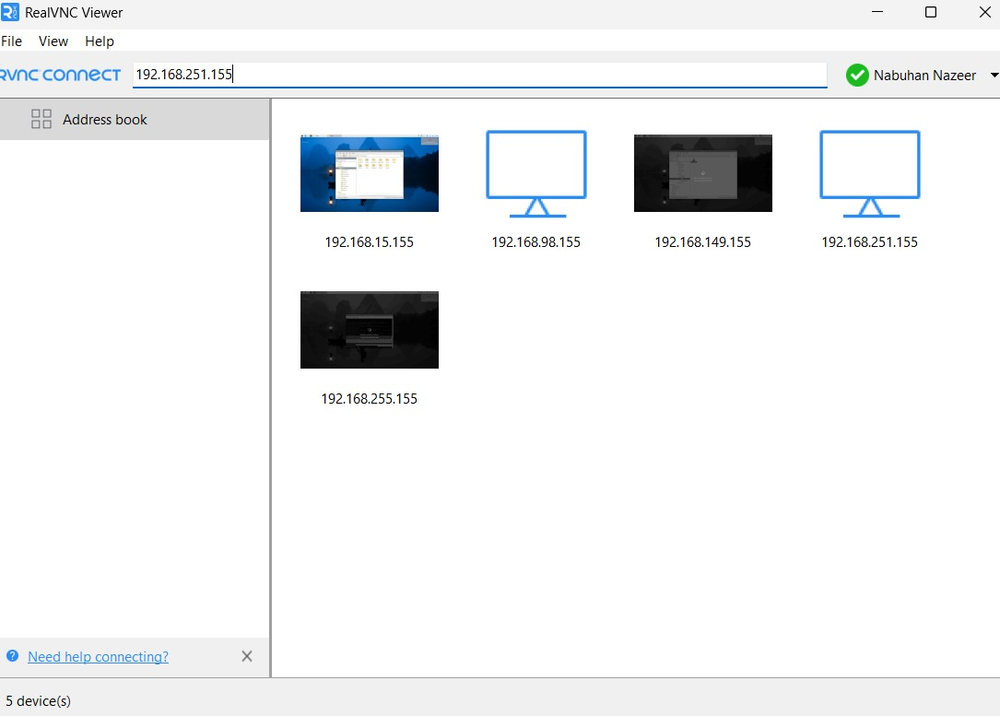 RealVNC Viewer
File View Help
RVNC CONNECT
192.168.251.155
Nabuhan Nazeer
Address book
192.168.15.155
192.168.98.155
192.168.149.155
192.168.251.155
192.168.255.155
Need help connecting?
5 device(s)